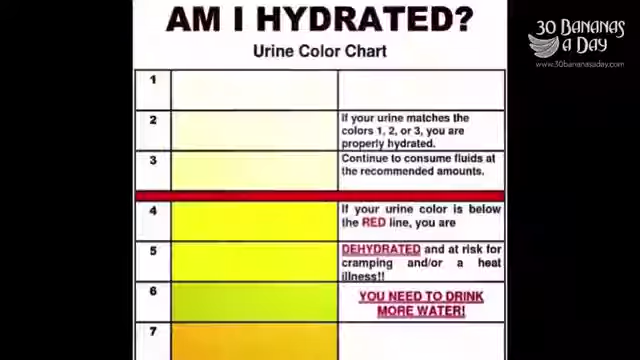 AM I HYDRATED?
Urine Color Chart
30 BANANAS
A DAY
www.30bananasaday.com
1
2
If your urine matches the
colors 1, 2, or 3, you are
properly hydrated.
3
Continue to consume fluids at
the recommended amounts.
4
If your urine color is below
the RED line, you are
5
DEHYDRATED and at risk for
cramping and/or a heat
illness!!
6
YOU NEED TO DRINK
MORE WATER!
7